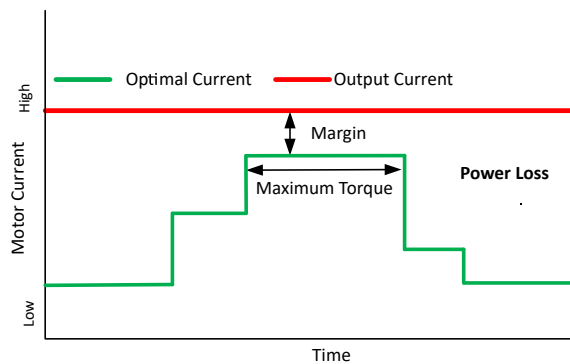 High
Optimal Current
Output Current
Margin
Maximum Torque
Power Loss
.
Motor Current
Low
Time